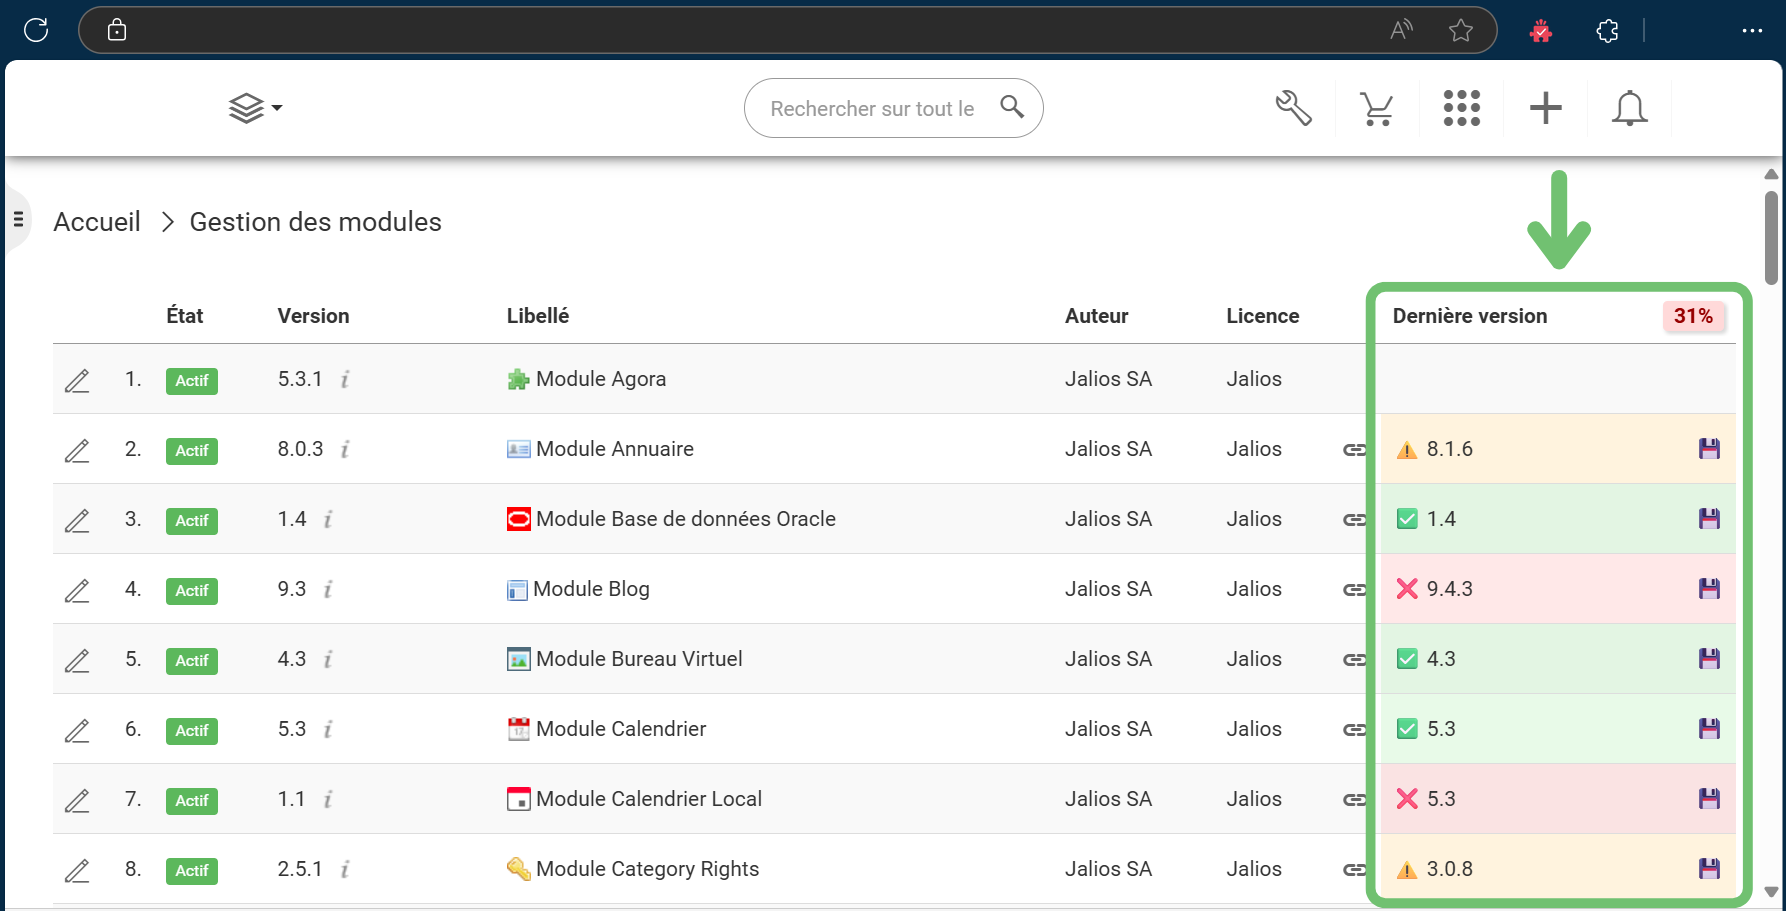 Rechercher sur tout le
Accueil > Gestion des modules
État Version Libellé Auteur Licence Dernière version 31%
1. Actif 5.3.1 i Module Agora Jalios SA Jalios
2. Actif 8.0.3 i Module Annuaire Jalios SA Jalios 8.1.6
3. Actif 1.4 i Module Base de données Oracle Jalios SA Jalios 1.4
4. Actif 9.3 i Module Blog Jalios SA Jalios 9.4.3
5. Actif 4.3 i Module Bureau Virtuel Jalios SA Jalios 4.3
6. Actif 5.3 i Module Calendrier Jalios SA Jalios 5.3
7. Actif 1.1 i Module Calendrier Local Jalios SA Jalios 5.3
8. Actif 2.5.1 i Module Category Rights Jalios SA Jalios 3.0.8